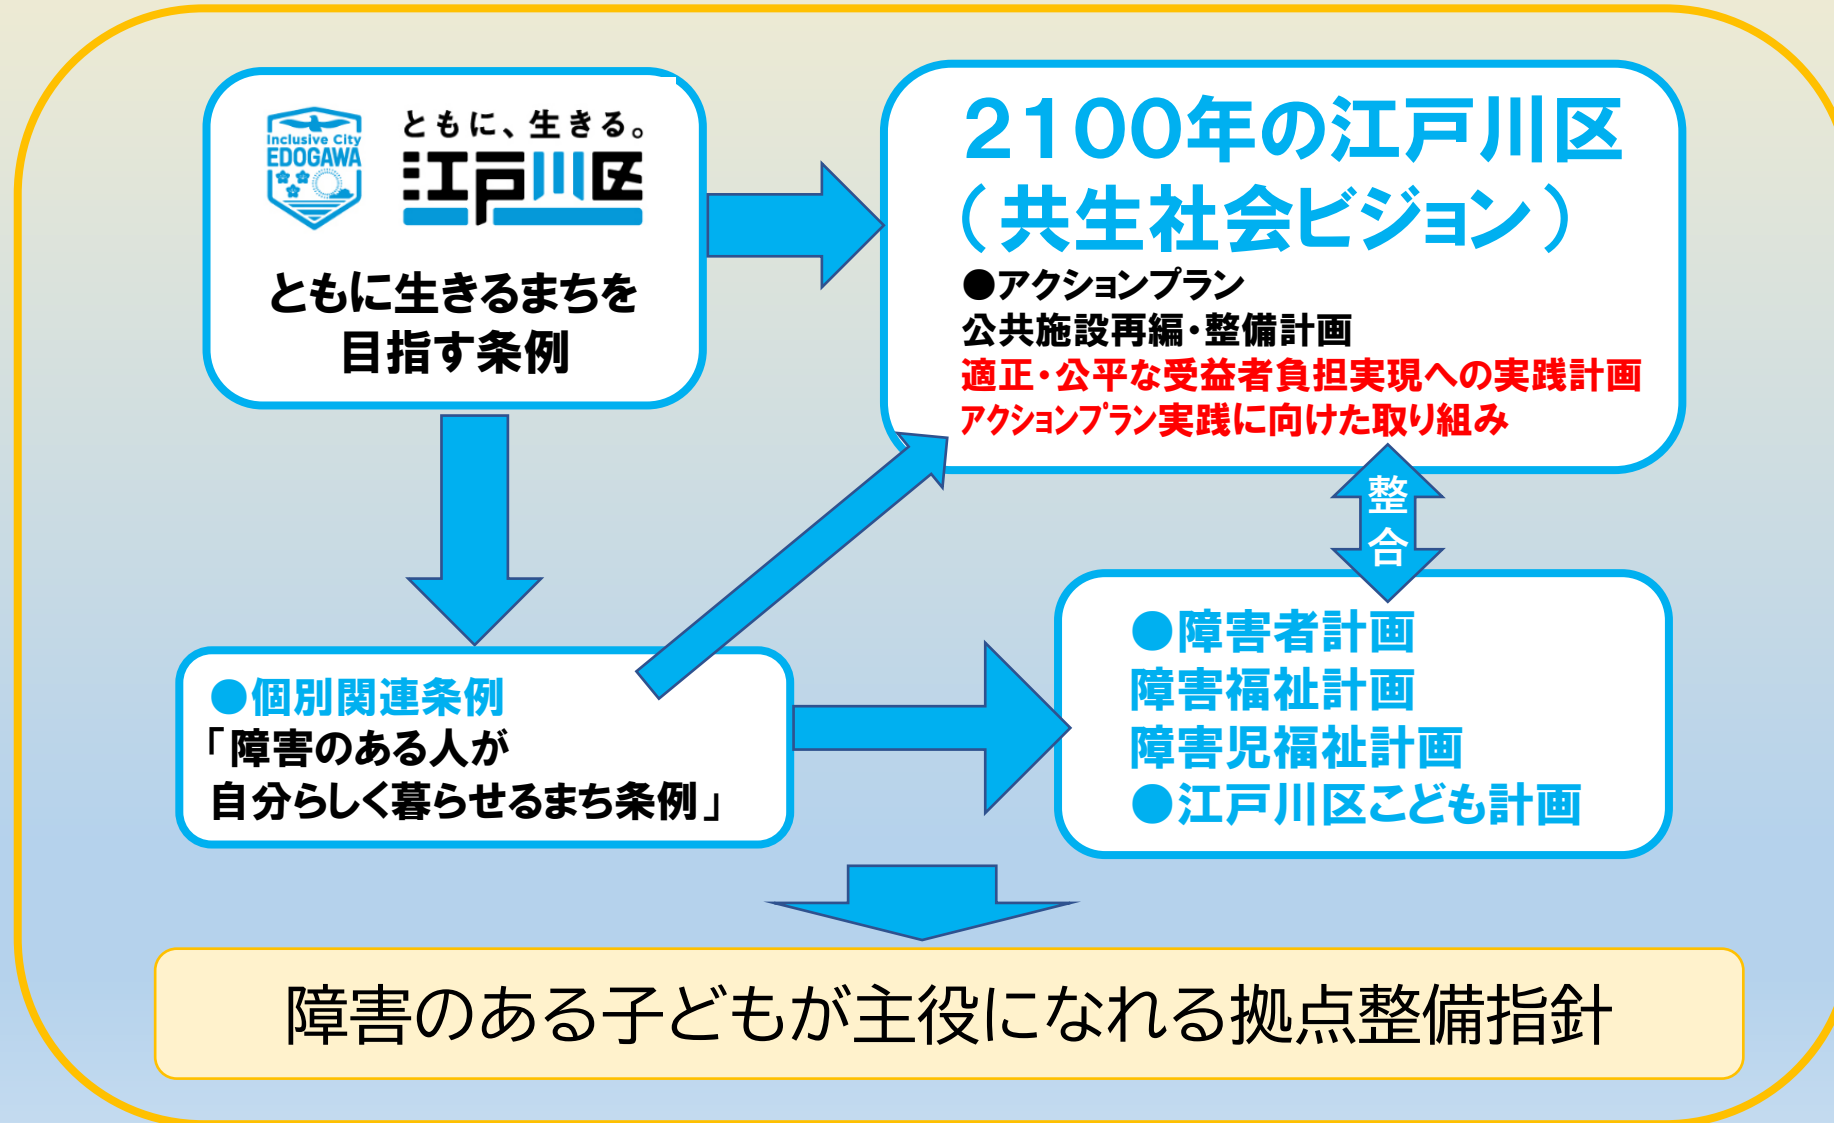 Inclusive City
EDOGAWA
ともに、生きる。
江戸川区
ともに生きるまちを
目指す条例
２１００年の江戸川区
（共生社会ビジョン）
●アクションプラン
公共施設再編・整備計画
適正・公平な受益者負担実現への実践計画
アクションプラン実践に向けた取り組み
整
合
●個別関連条例
「障害のある人が
自分らしく暮らせるまち条例」
●障害者計画
障害福祉計画
障害児福祉計画
●江戸川区こども計画
障害のある子どもが主役になれる拠点整備指針